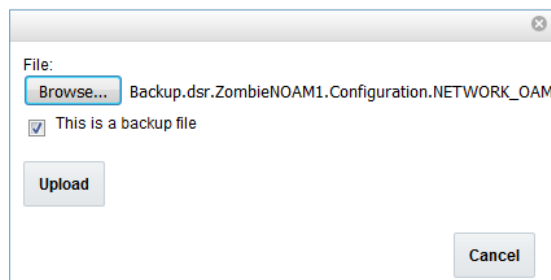 File:
Browse... Backup.dsr.ZombieNOAM1.Configuration.NETWORK_OAM
This is a backup file
Upload
Cancel